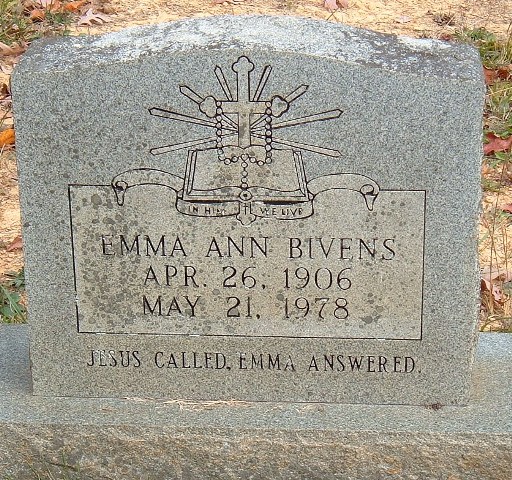 IN HIM WE LIVE
EMMA ANN BIVENS
APR. 26, 1906
MAY 21, 1978
JESUS CALLED, EMMA ANSWERED.